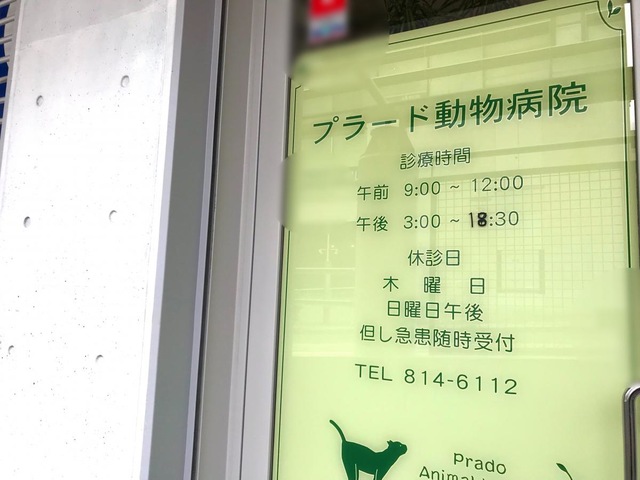 プラード動物病院
診療時間
午前 9:00 ~ 12:00
午後 3:00 ~ 18:30
休診日
木 曜 日
日曜日午後
但し急患随時受付
TEL 814-6112
Prado